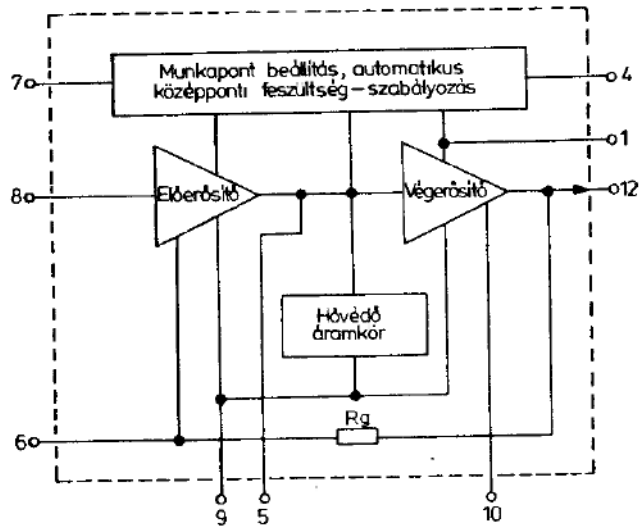 Munkapont beállítás, automatikus
középponti feszültség-szabályozás
7
4
1
8
Előerősítő
Végerősítő
12
Hővédő
áramkör
Rg
6
9
5
10